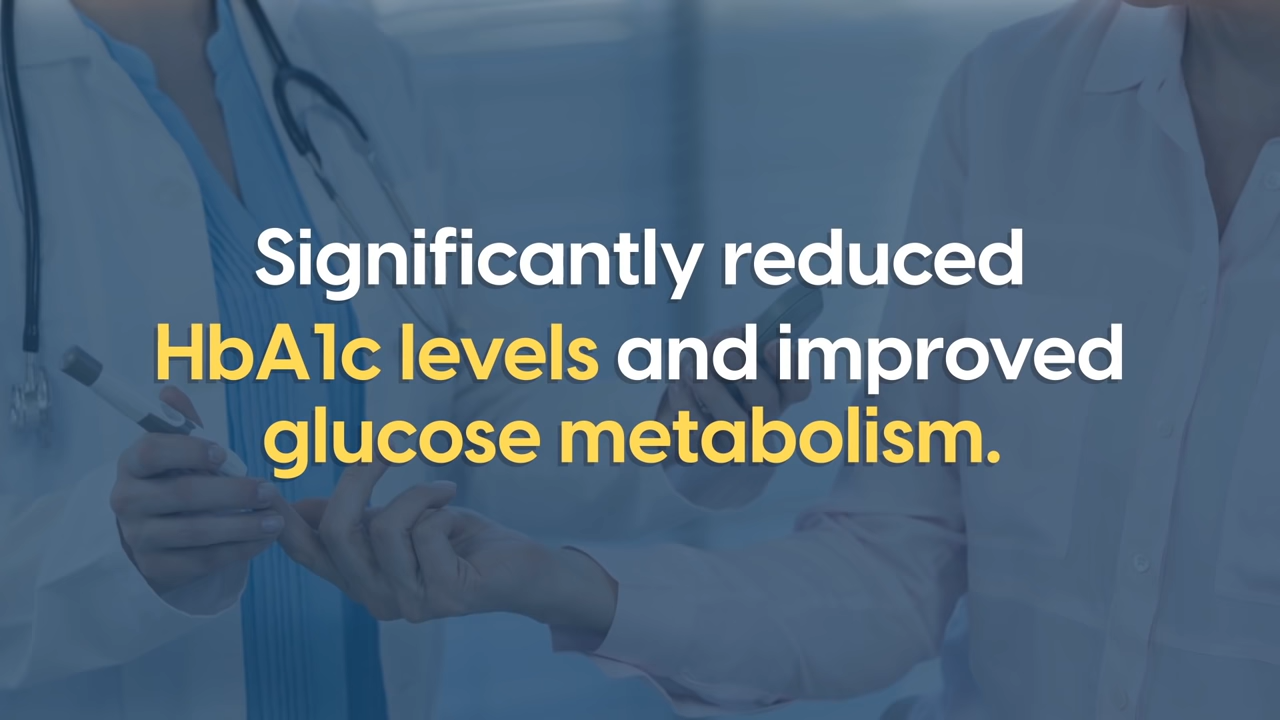 Significantly reduced
HbA1c levels and improved
glucose metabolism.